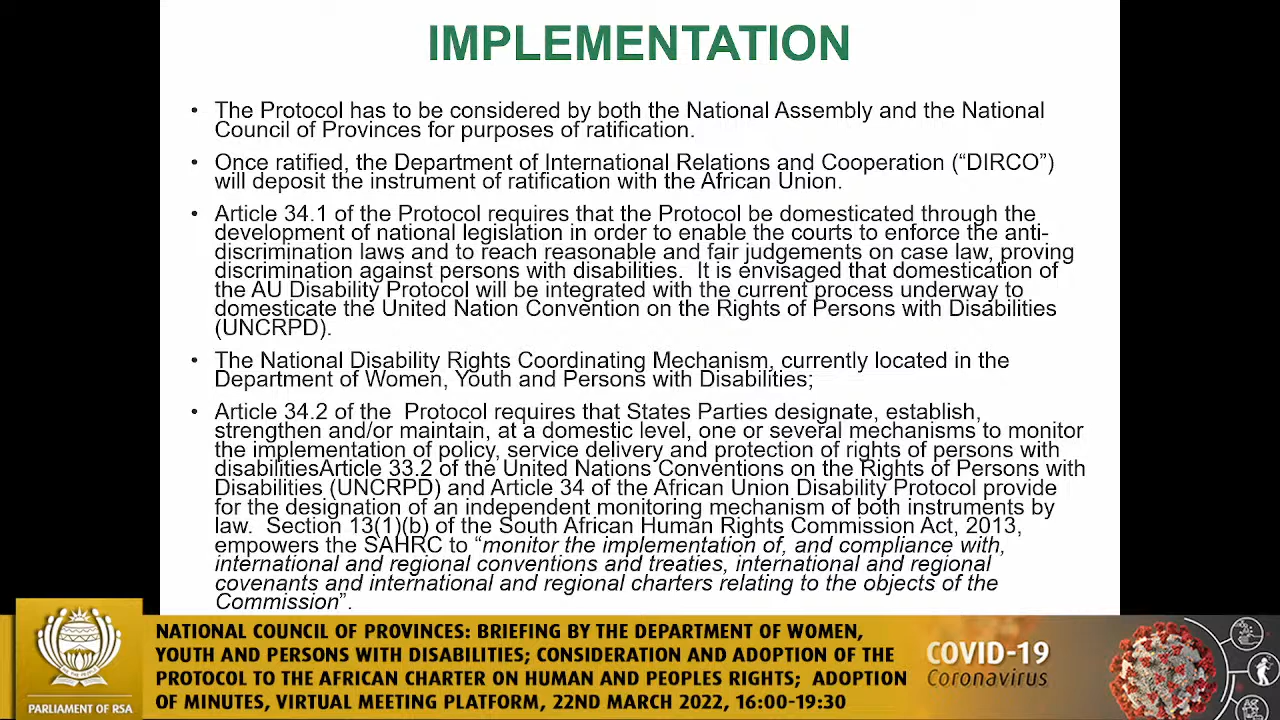 IMPLEMENTATION
• The Protocol has to be considered by both the National Assembly and the National
Council of Provinces for purposes of ratification.
• Once ratified, the Department of International Relations and Cooperation (“DIRCO”)
will deposit the instrument of ratification with the African Union.
• Article 34.1 of the Protocol requires that the Protocol be domesticated through the
development of national legislation in order to enable the courts to enforce the anti-
discrimination laws and to reach reasonable and fair judgements on case law, proving
discrimination against persons with disabilities. It is envisaged that domestication of
the AU Disability Protocol will be integrated with the current process underway to
domesticate the United Nation Convention on the Rights of Persons with Disabilities
(UNCRPD).
• The National Disability Rights Coordinating Mechanism, currently located in the
Department of Women, Youth and Persons with Disabilities;
• Article 34.2 of the Protocol requires that States Parties designate, establish,
strengthen and/or maintain, at a domestic level, one or several mechanisms to monitor
the implementation of policy, service delivery and protection of rights of persons with
disabilitiesArticle 33.2 of the United Nations Conventions on the Rights of Persons with
Disabilities (UNCRPD) and Article 34 of the African Union Disability Protocol provide
for the designation of an independent monitoring mechanism of both instruments by
law. Section 13(1)(b) of the South African Human Rights Commission Act, 2013,
empowers the SAHRC to “monitor the implementation of, and compliance with,
international and regional conventions and treaties, international and regional
covenants and international and regional charters relating to the objects of the
Commission”.
NATIONAL COUNCIL OF PROVINCES: BRIEFING BY THE DEPARTMENT OF WOMEN,
YOUTH AND PERSONS WITH DISABILITIES; CONSIDERATION AND ADOPTION OF THE
PROTOCOL TO THE AFRICAN CHARTER ON HUMAN AND PEOPLES RIGHTS; ADOPTION
OF MINUTES, VIRTUAL MEETING PLATFORM, 22ND MARCH 2022, 16:00-19:30
PARLIAMENT OF RSA
COVID-19
Coronavirus